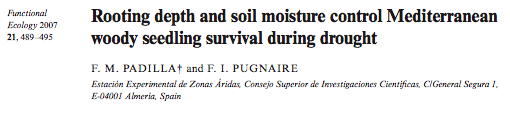 Functional
Ecology 2007
21, 489–495
Rooting depth and soil moisture control Mediterranean
woody seedling survival during drought
F. M. PADILLA† and F. I. PUGNAIRE
Estación Experimental de Zonas Áridas, Consejo Superior de Investigaciones Científicas, C/General Segura 1,
E-04001 Almería, Spain